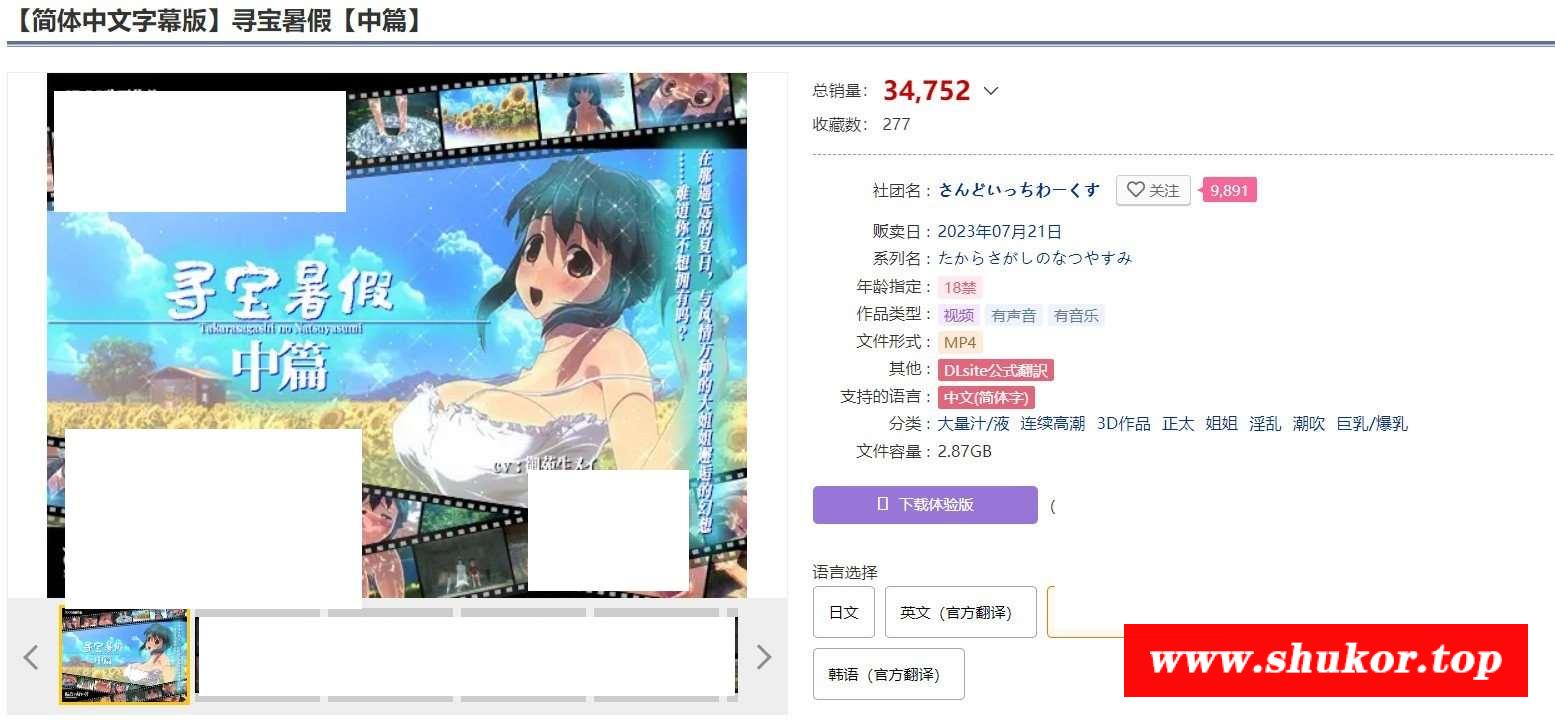 【简体中文字幕版】寻宝暑假【中篇】
在那遥远的夏日，与风情万种的大姐姐邂逅的幻想
……难道你不想拥有吗？
寻宝暑假
Takarasagashi no Natsuyasumi
中篇
总销量： 34,752
收藏数： 277
社团名： さんどいっちわーくす 关注 9,891
贩卖日： 2023年07月21日
系列名： たからさがしのなつやすみ
年龄指定： 18禁
作品类型： 视频 有声音 有音乐
文件形式： MP4
其他： DLsite公式翻訳
支持的语言： 中文(简体字)
分类： 大量汁/液 连续高潮 3D作品 正太 姐姐 淫乱 潮吹 巨乳/爆乳
文件容量： 2.87GB
下载体验版 (
语言选择
日文 英文（官方翻译）
韩语（官方翻译）
www.shukor.top